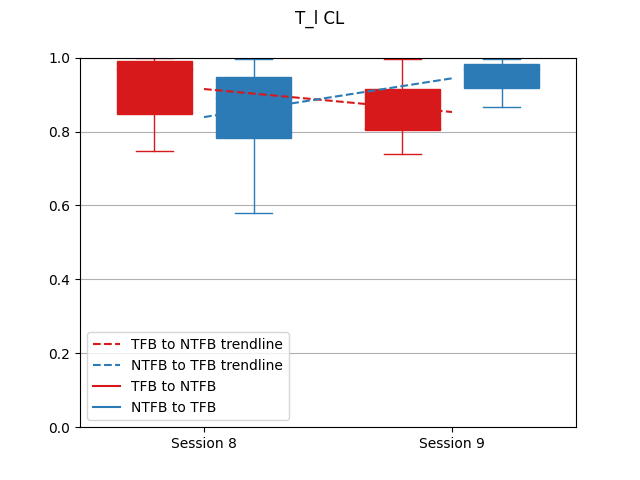 T_l CL
1.0
0.8
0.6
0.4
0.2
0.0
TFB to NTFB trendline
NTFB to TFB trendline
TFB to NTFB
NTFB to TFB
Session 8
Session 9